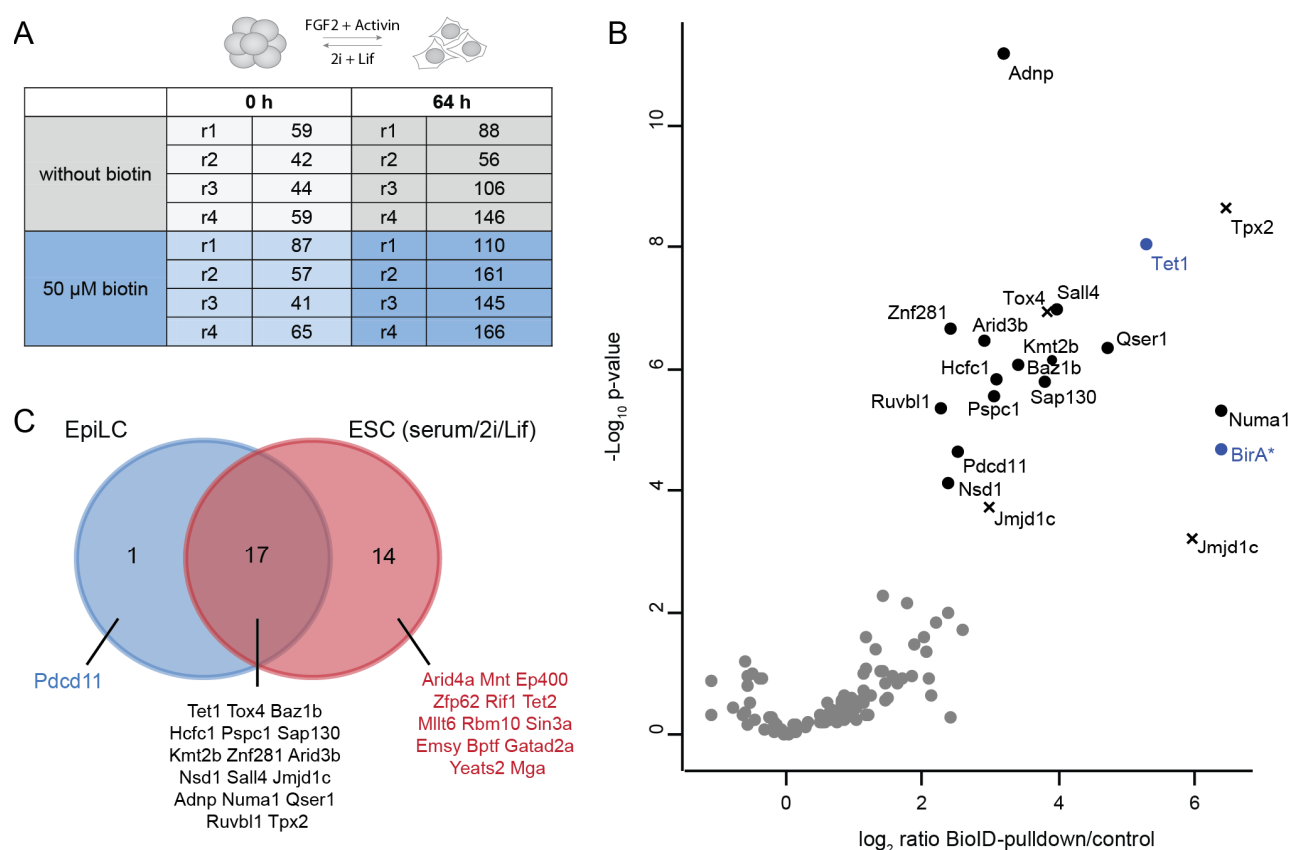 A
FGF2 + Activin
2i + Lif
0 h 64 h
without biotin
r1 59 r1 88
r2 42 r2 56
r3 44 r3 106
r4 59 r4 146
50 µM biotin
r1 87 r1 110
r2 57 r2 161
r3 41 r3 145
r4 65 r4 166
B
-Log10 p-value
10
8
6
4
2
0
Adnp
Tpx2
Tet1
Tox4 Sall4
Znf281
Arid3b
Qser1
Kmt2b
Hcfc1 Baz1b
Sap130
Ruvbl1 Pspc1
Numa1
BirA*
Pdcd11
Nsd1
Jmjd1c
Jmjd1c
0 2 4 6
log2 ratio BioID-pulldown/control
C
EpiLC ESC (serum/2i/Lif)
1 17 14
Pdcd11
Tet1 Tox4 Baz1b
Hcfc1 Pspc1 Sap130
Kmt2b Znf281 Arid3b
Nsd1 Sall4 Jmjd1c
Adnp Numa1 Qser1
Ruvbl1 Tpx2
Arid4a Mnt Ep400
Zfp62 Rif1 Tet2
Mllt6 Rbm10 Sin3a
Emsy Bptf Gatad2a
Yeats2 Mga